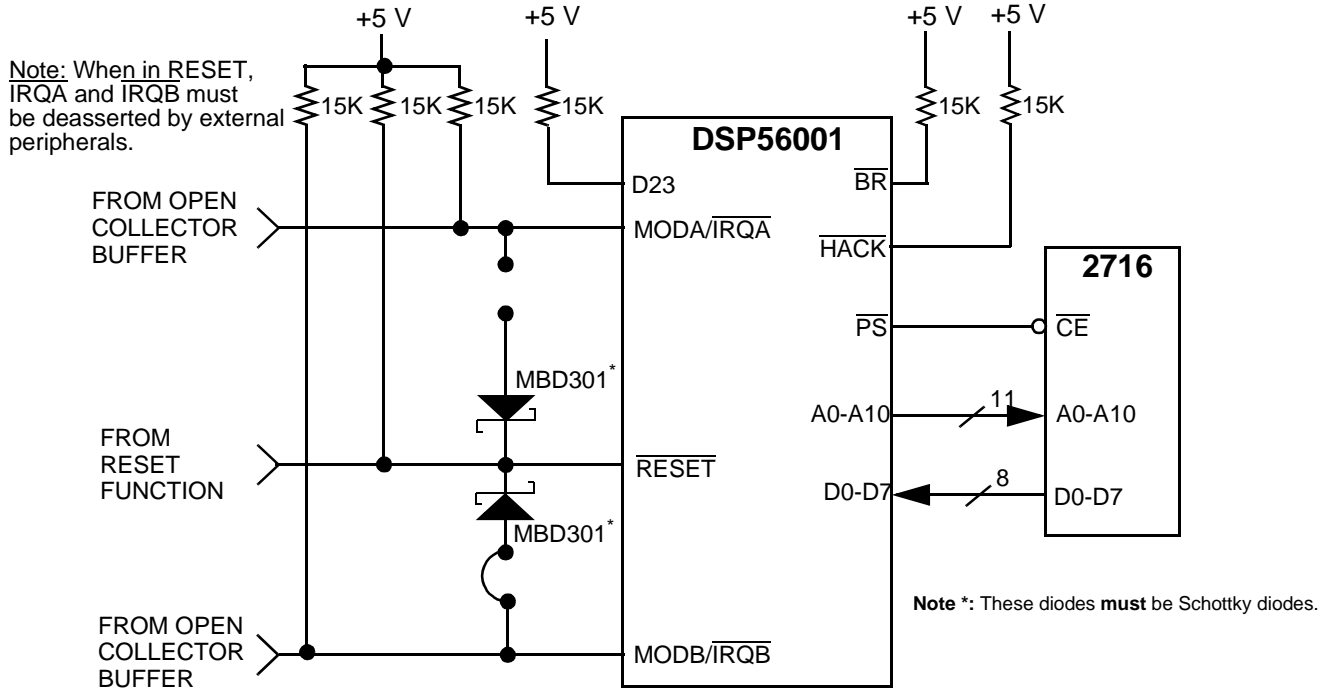 +5 V
+5 V
+5 V
+5 V
Note: When in RESET,
IRQA and IRQB must
be deasserted by external
peripherals.
15K
15K
15K
15K
15K
15K
DSP56001
D23
BR
FROM OPEN
COLLECTOR
BUFFER
MODA/IRQA
HACK
2716
PS
CE
MBD301*
A0-A10
11
A0-A10
FROM
RESET
FUNCTION
RESET
D0-D7
8
D0-D7
MBD301*
Note *: These diodes must be Schottky diodes.
FROM OPEN
COLLECTOR
BUFFER
MODB/IRQB